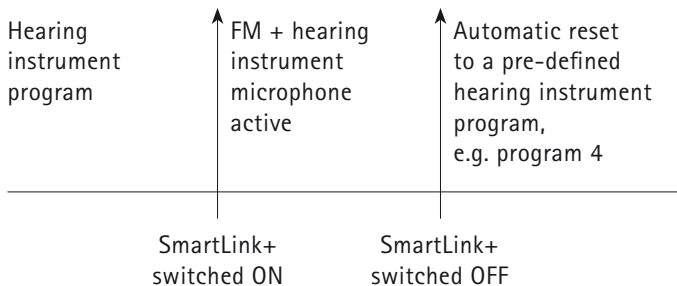 Hearing
instrument
program
FM + hearing
instrument
microphone
active
Automatic reset
to a pre-defined
hearing instrument
program,
e.g. program 4
SmartLink+
switched ON
SmartLink+
switched OFF